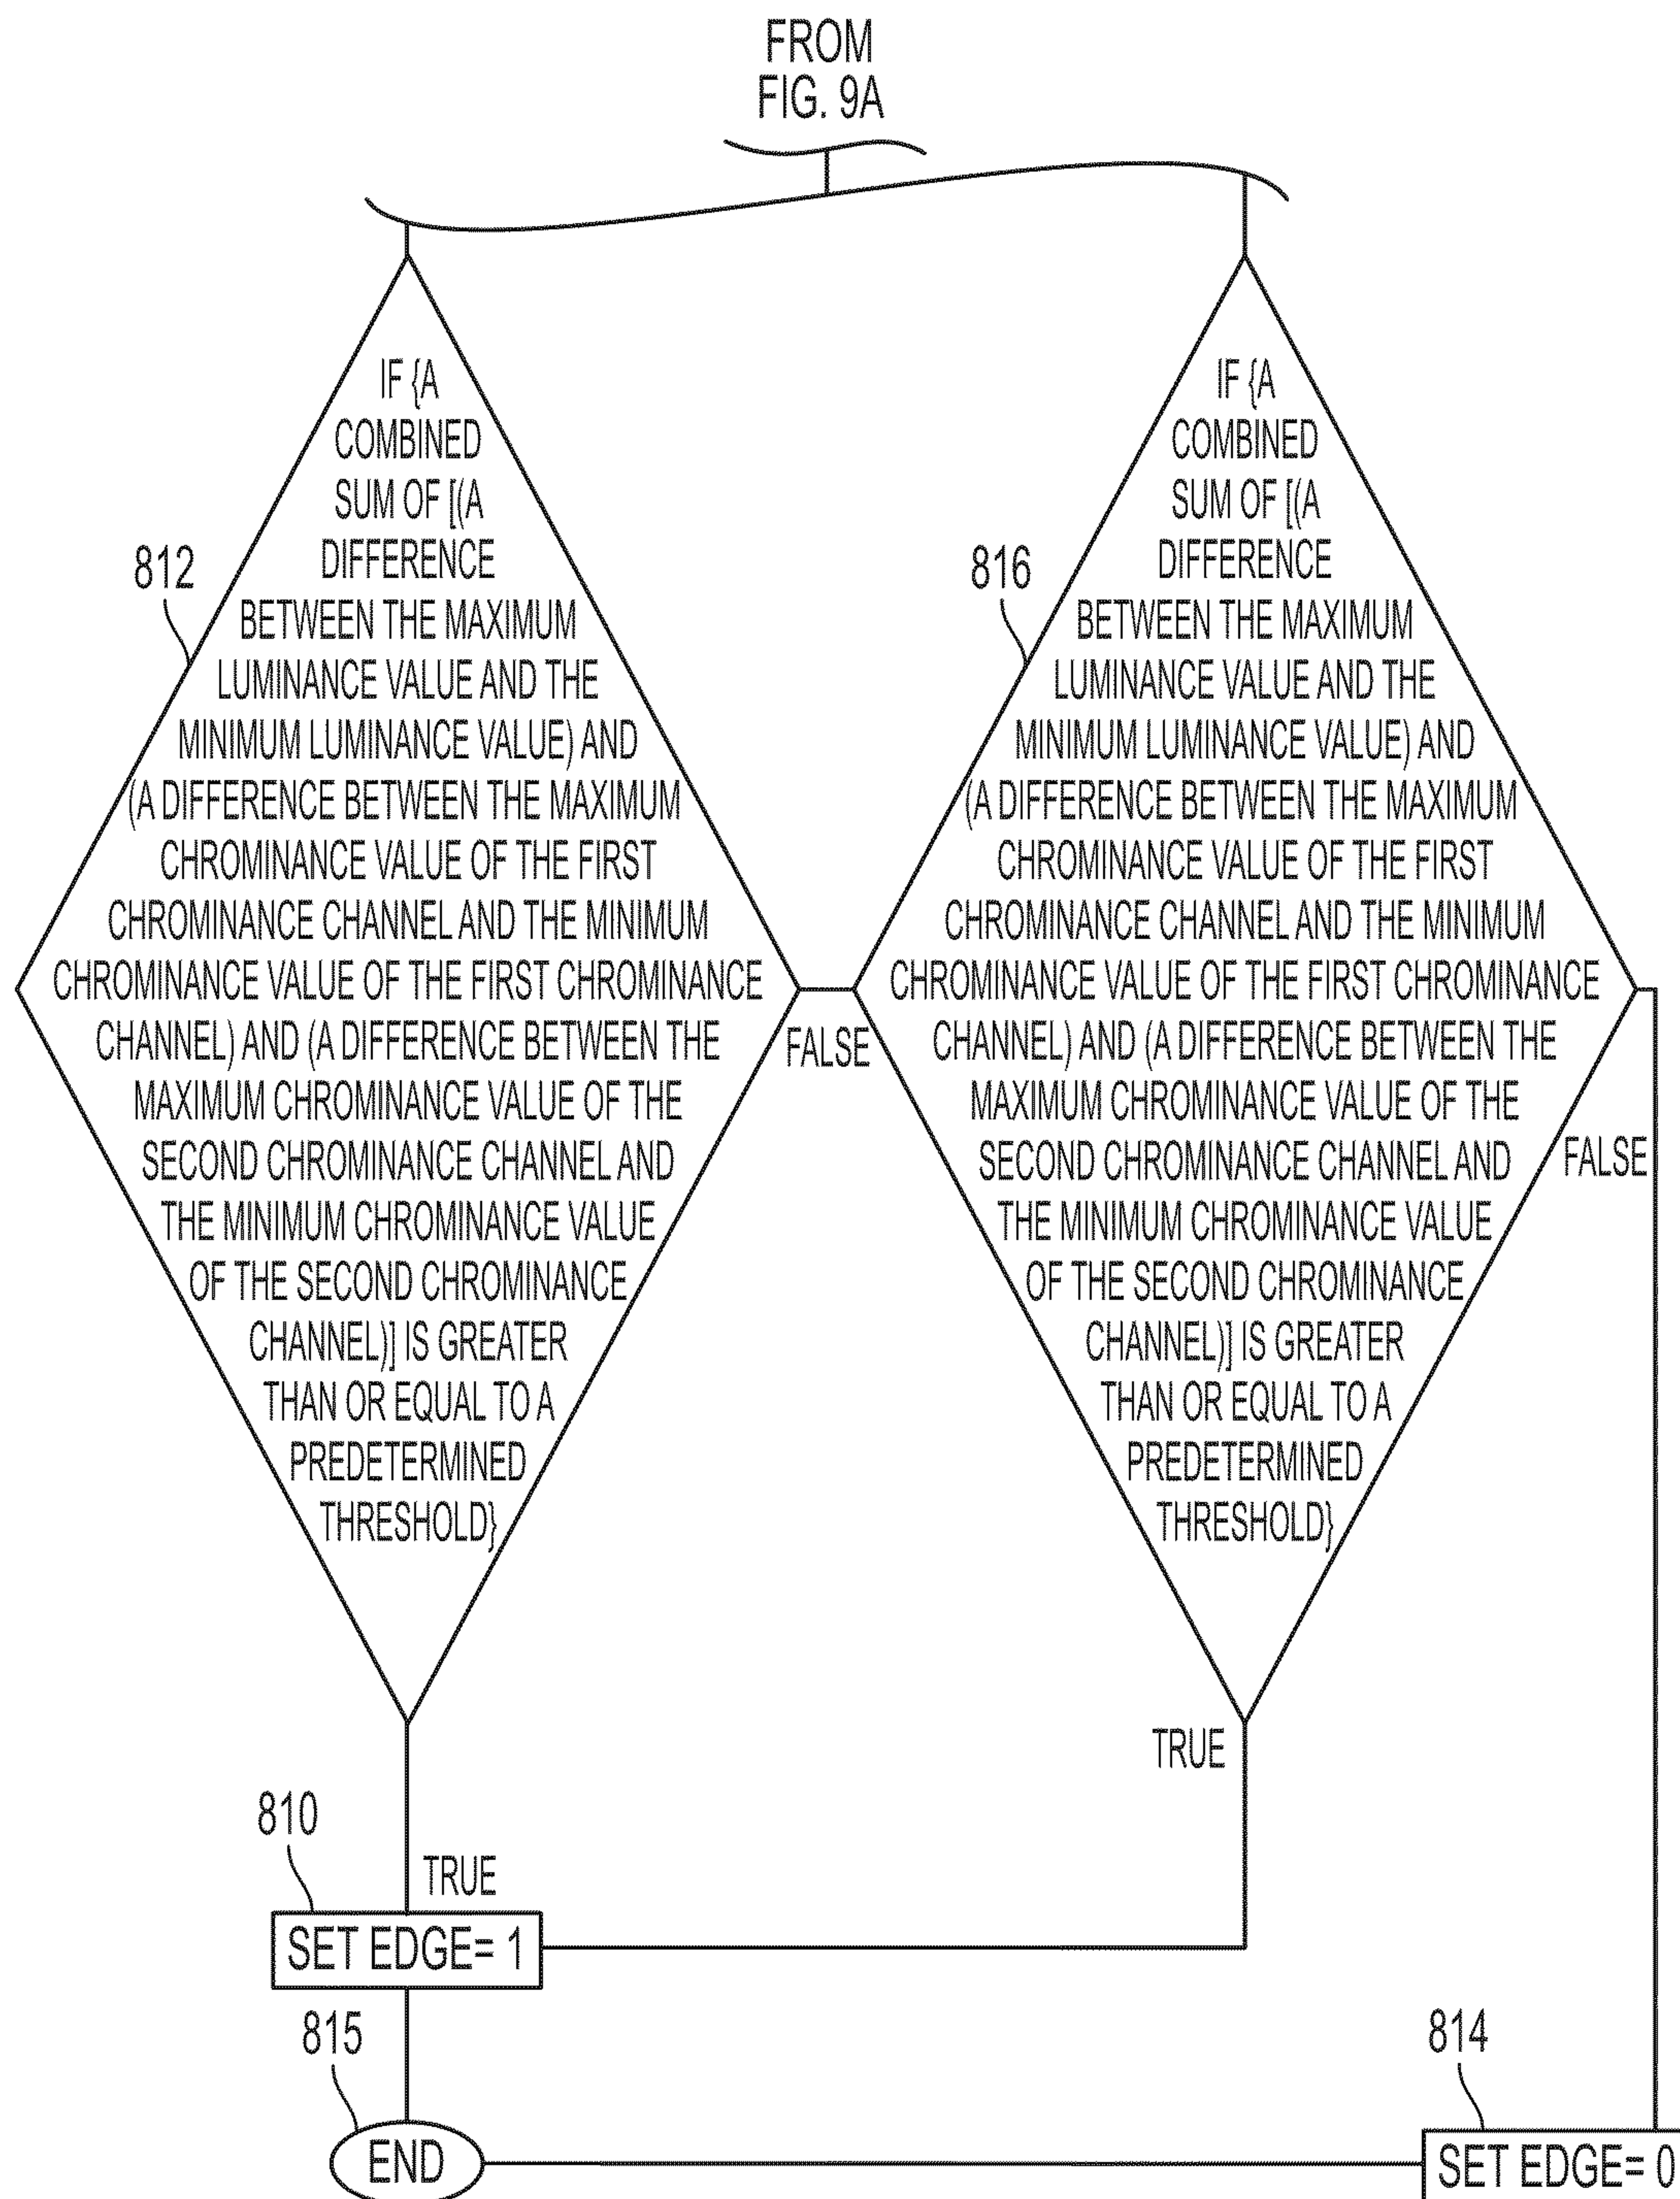 FROM
FIG. 9A
812
IF {A
COMBINED
SUM OF [(A
DIFFERENCE
BETWEEN THE MAXIMUM
LUMINANCE VALUE AND THE
MINIMUM LUMINANCE VALUE) AND
(A DIFFERENCE BETWEEN THE MAXIMUM
CHROMINANCE VALUE OF THE FIRST
CHROMINANCE CHANNEL AND THE MINIMUM
CHROMINANCE VALUE OF THE FIRST CHROMINANCE
CHANNEL) AND (A DIFFERENCE BETWEEN THE
MAXIMUM CHROMINANCE VALUE OF THE
SECOND CHROMINANCE CHANNEL AND
THE MINIMUM CHROMINANCE VALUE
OF THE SECOND CHROMINANCE
CHANNEL)] IS GREATER
THAN OR EQUAL TO A
PREDETERMINED
THRESHOLD}
FALSE
816
IF {A
COMBINED
SUM OF [(A
DIFFERENCE
BETWEEN THE MAXIMUM
LUMINANCE VALUE AND THE
MINIMUM LUMINANCE VALUE) AND
(A DIFFERENCE BETWEEN THE MAXIMUM
CHROMINANCE VALUE OF THE FIRST
CHROMINANCE CHANNEL AND THE MINIMUM
CHROMINANCE VALUE OF THE FIRST CHROMINANCE
CHANNEL) AND (A DIFFERENCE BETWEEN THE
MAXIMUM CHROMINANCE VALUE OF THE
SECOND CHROMINANCE CHANNEL AND
THE MINIMUM CHROMINANCE VALUE
OF THE SECOND CHROMINANCE
CHANNEL)] IS GREATER
THAN OR EQUAL TO A
PREDETERMINED
THRESHOLD}
FALSE
TRUE
810
TRUE
SET EDGE= 1
815
END
814
SET EDGE= 0